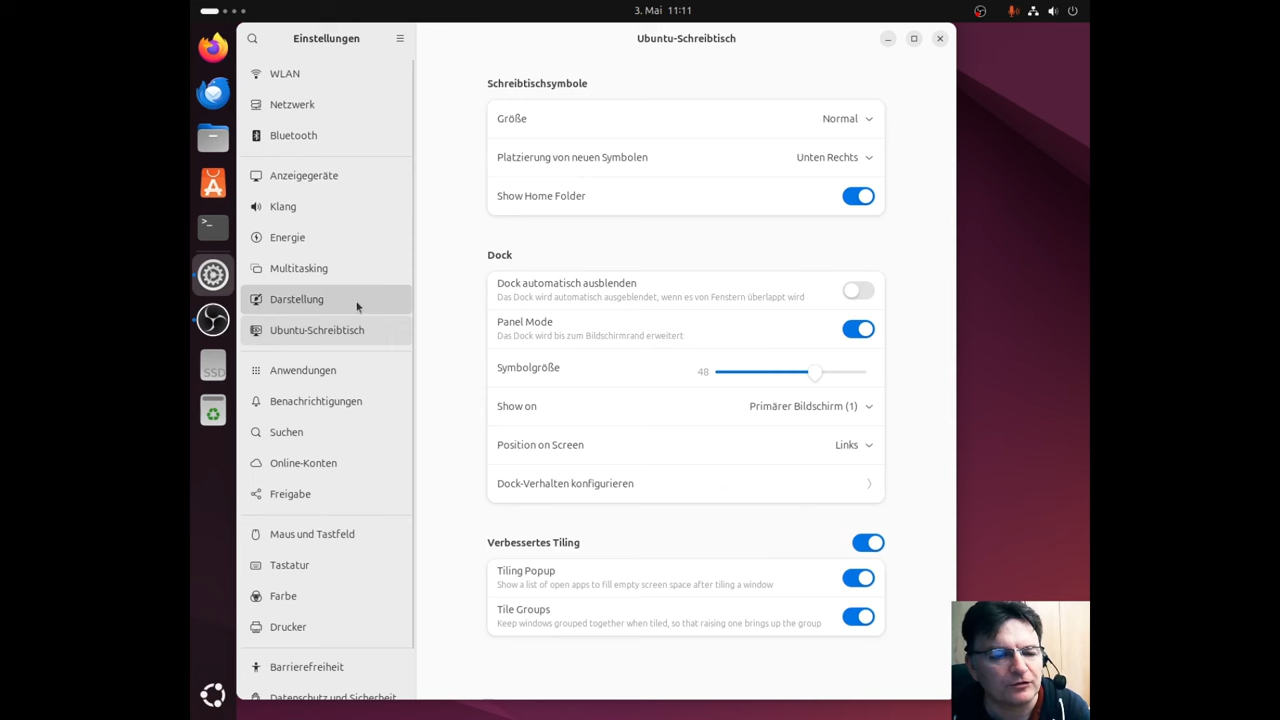 3. Mai 11:11
Einstellungen
Ubuntu-Schreibtisch
WLAN
Netzwerk
Bluetooth
Anzeigegeräte
Klang
Energie
Multitasking
Darstellung
Ubuntu-Schreibtisch
Anwendungen
Benachrichtigungen
Suchen
Online-Konten
Freigabe
Maus und Tastfeld
Tastatur
Farbe
Drucker
Barrierefreiheit
Datenschutz und Sicherheit
Schreibtischsymbole
Größe Normal
Platzierung von neuen Symbolen Unten Rechts
Show Home Folder
Dock
Dock automatisch ausblenden
Das Dock wird automatisch ausgeblendet, wenn es von Fenstern überlappt wird
Panel Mode
Das Dock wird bis zum Bildschirmrand erweitert
Symbolgröße 48
Show on Primärer Bildschirm (1)
Position on Screen Links
Dock-Verhalten konfigurieren
Verbessertes Tiling
Tiling Popup
Show a list of open apps to fill empty screen space after tiling a window
Tile Groups
Keep windows grouped together when tiled, so that raising one brings up the group
SSD